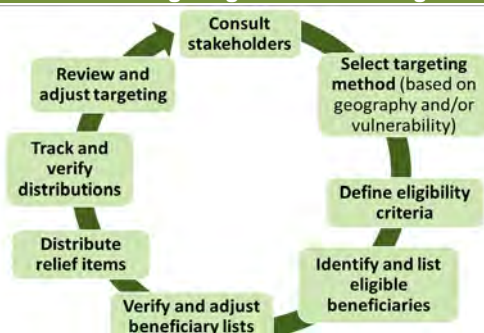 Consult
stakeholders
Select targeting
method (based on
geography and/or
vulnerability)
Define eligibility
criteria
Identify and list
eligible
beneficiaries
Verify and adjust
beneficiary lists
Distribute
relief items
Track and
verify
distributions
Review and
adjust targeting